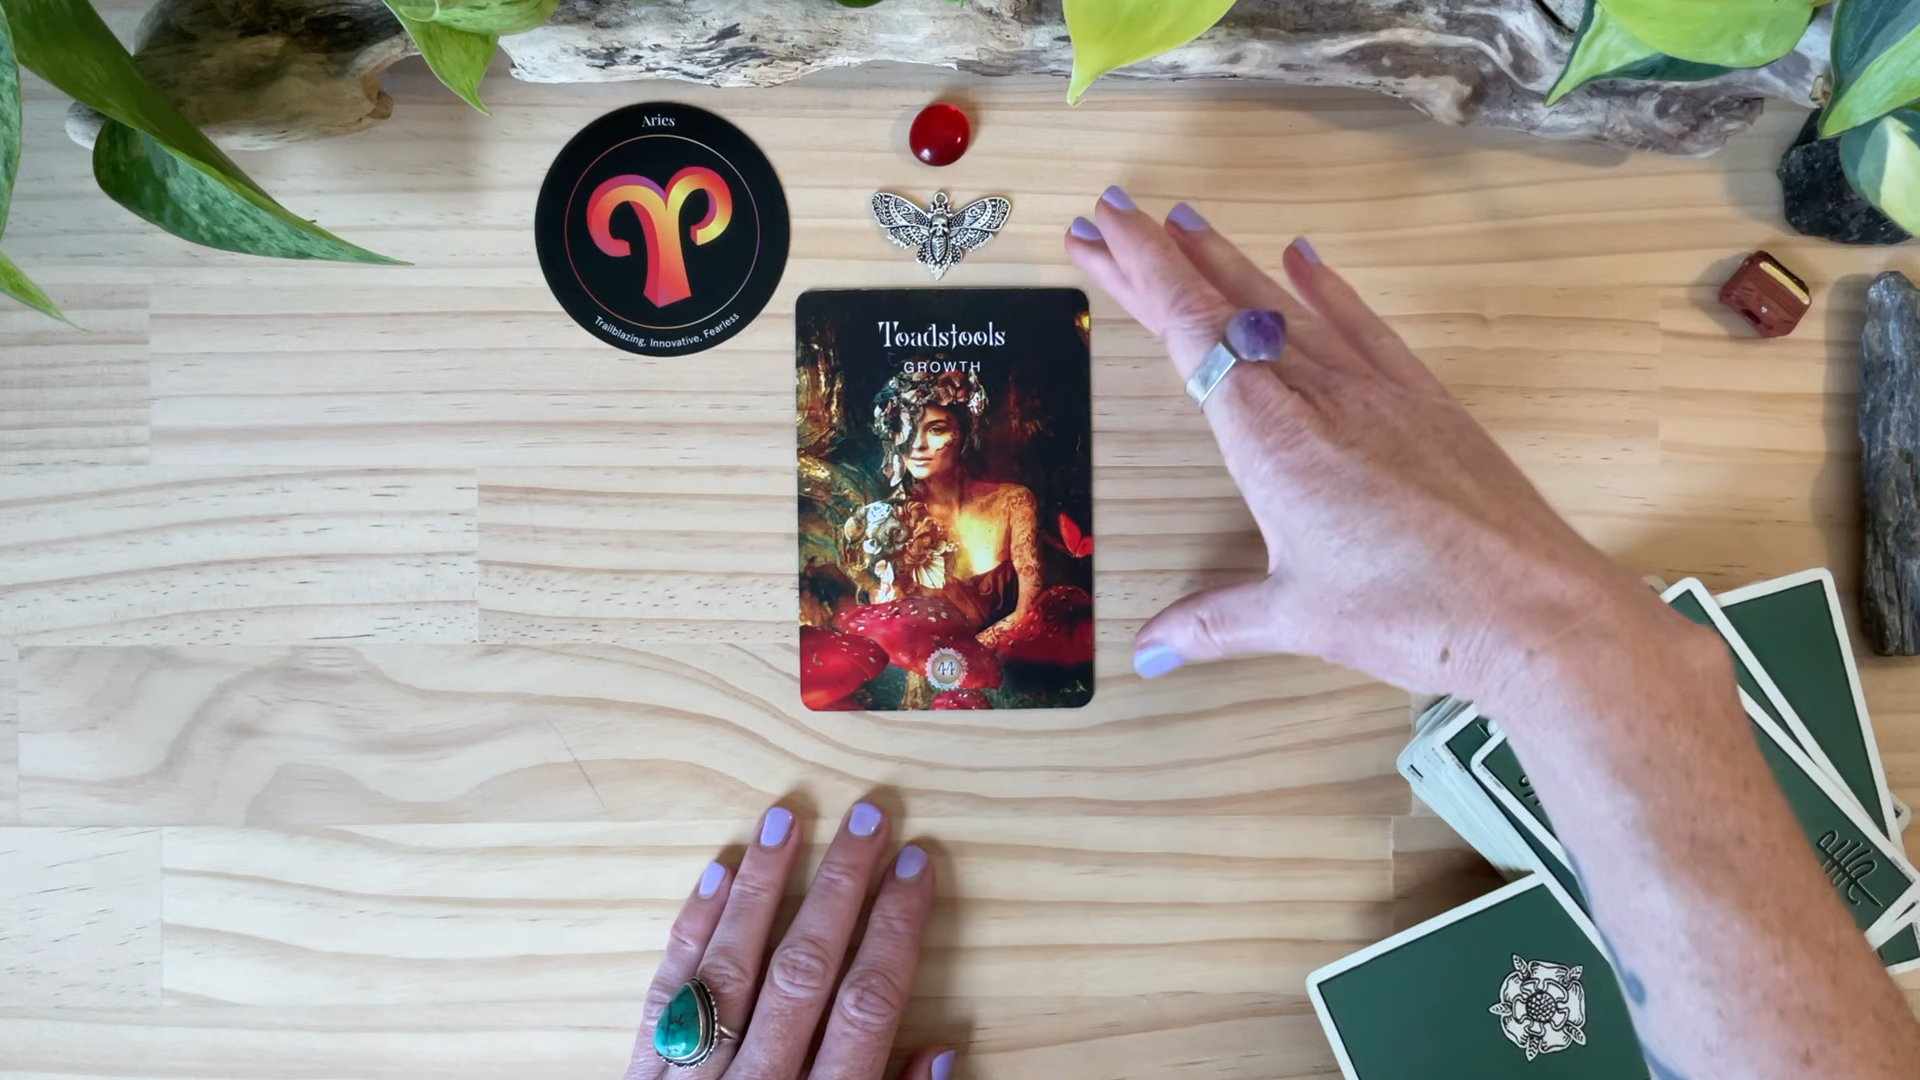 Aries
Trailblazing, Innovative, Fearless
Toadstools
GROWTH
44